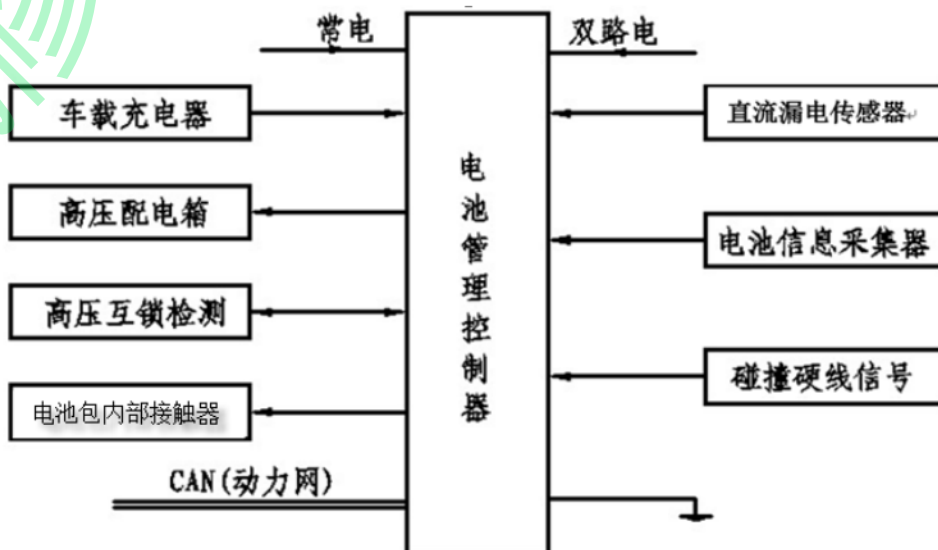 常电
双路电
车载充电器
直流漏电传感器
高压配电箱
电池信息采集器
高压互锁检测
碰撞硬线信号
电池包内部接触器
电池管理控制器
CAN(动力网)